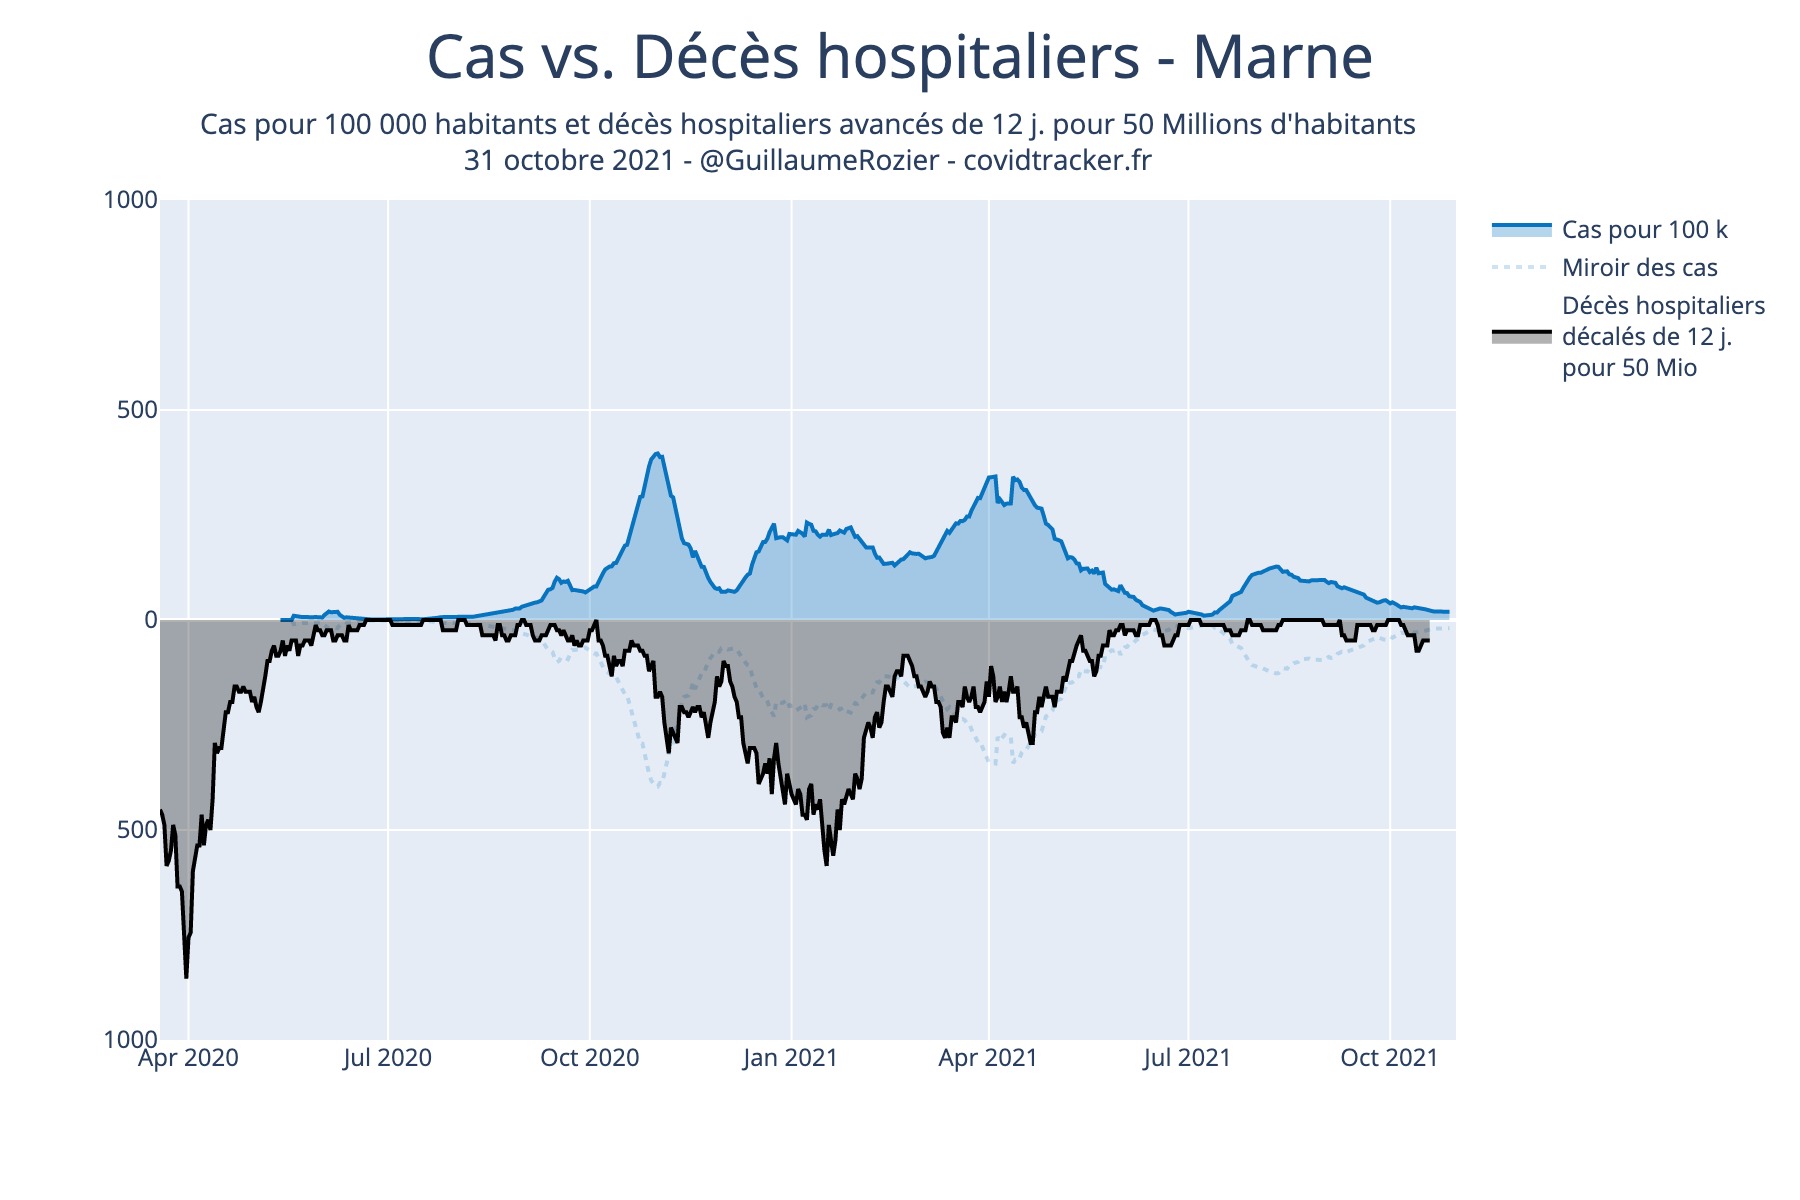 Cas vs. Décès hospitaliers - Marne
Cas pour 100 000 habitants et décès hospitaliers avancés de 12 j. pour 50 Millions d'habitants
31 octobre 2021 - @GuillaumeRozier - covidtracker.fr
1000
500
0
500
1000
Apr 2020
Jul 2020
Oct 2020
Jan 2021
Apr 2021
Jul 2021
Oct 2021
Cas pour 100 k
Miroir des cas
Décès hospitaliers
décalés de 12 j.
pour 50 Mio